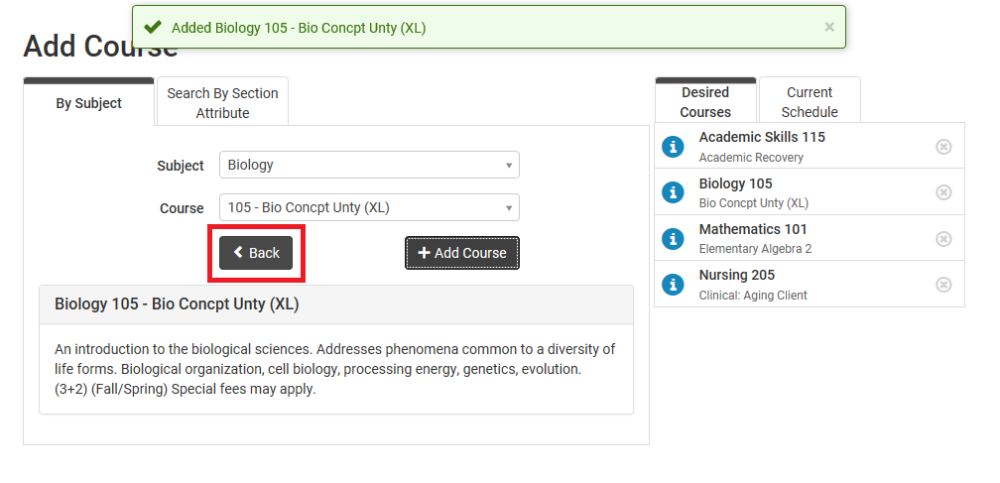 Added Biology 105 - Bio Concpt Unty (XL)
×
Add Course
By Subject
Search By Section
Attribute
Subject
Biology
Course
105 - Bio Concpt Unty (XL)
Back
Add Course
Biology 105 - Bio Concpt Unty (XL)
An introduction to the biological sciences. Addresses phenomena common to a diversity of
life forms. Biological organization, cell biology, processing energy, genetics, evolution.
(3+2) (Fall/Spring) Special fees may apply.
Desired
Courses
Current
Schedule
Academic Skills 115
Academic Recovery
Biology 105
Bio Concpt Unty (XL)
Mathematics 101
Elementary Algebra 2
Nursing 205
Clinical: Aging Client